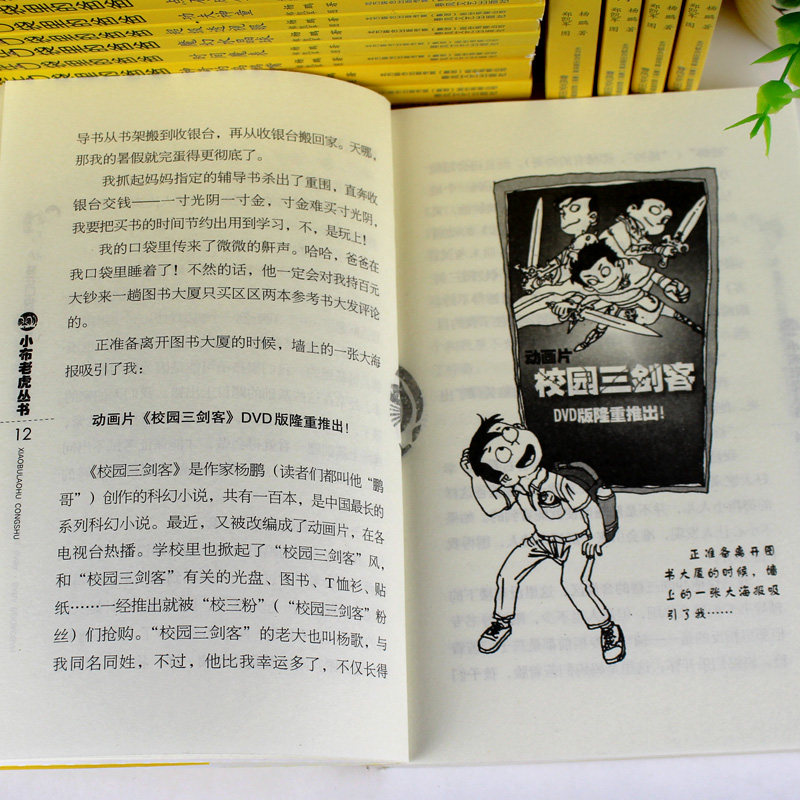 导书从书架搬到收银台，再从收银台搬回家。天哪，
那我的暑假就完蛋得更彻底了。
我抓起妈妈指定的辅导书杀出了重围，直奔收
银台交钱——一寸光阴一寸金，寸金难买寸光阴，
我要把买书的时间节约出用到学习，不，是玩上！
我的口袋里传来了微微的鼾声。哈哈，爸爸在
我口袋里睡着了！不然的话，他一定会对我持百元
大钞来一趟图书大厦只买区区两本参考书大发评论
的。
正准备离开图书大厦的时候，墙上的一张大海
报吸引了我：
动画片《校园三剑客》DVD版隆重推出！
《校园三剑客》是作家杨鹏（读者们都叫他“鹏
哥”）创作的科幻小说，共有一百本，是中国最长的
系列科幻小说。最近，又被改编成了动画片，在各
电视台热播。学校里也掀起了“校园三剑客”风，
和“校园三剑客”有关的光盘、图书、T恤衫、贴
纸……一经推出就被“校三粉”（“校园三剑客”粉
丝）们抢购。“校园三剑客”的老大也叫杨歌，与
我同名同姓，不过，他比我幸运多了，不仅长得
小布老虎丛书
12
XIAOBULAOHU CONGSHU
动画片
校园三剑客
DVD版隆重推出！
正准备离开图
书大厦的时候，墙
上的一张大海报吸
引了我……